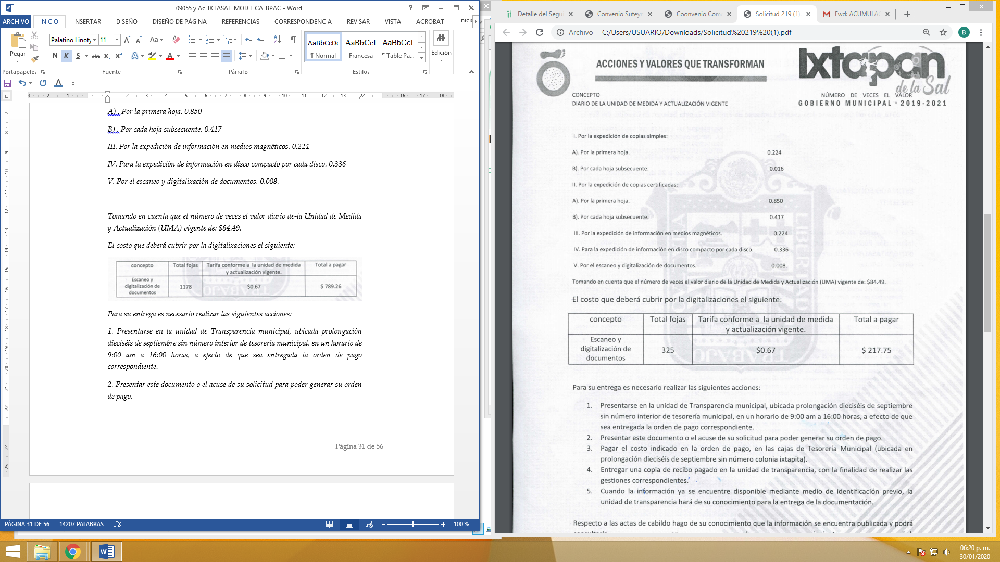 09055 y Ac_IXTASAL_MODIFICA_BPAC - Word
ARCHIVO INICIO INSERTAR DISEÑO DISEÑO DE PÁGINA REFERENCIAS CORRESPONDENCIA REVISAR VISTA ACROBAT Inicia
Pegar
Palatino Linoty 11
N K S abc x₂ x²
AaBbCcDc AaBbCcI AaBbCcI
¶ Normal Francesa ¶ Table Pa...
Edición
Portapapeles Fuente Párrafo Estilos
A) . Por la primera hoja. 0.850
B) . Por cada hoja subsecuente. 0.417
III. Por la expedición de información en medios magnéticos. 0.224
IV. Para la expedición de información en disco compacto por cada disco. 0.336
V. Por el escaneo y digitalización de documentos. 0.008.
Tomando en cuenta que el número de veces el valor diario de-la Unidad de Medida
y Actualización (UMA) vigente de: $84.49.
El costo que deberá cubrir por la digitalizaciones el siguiente:
concepto Total fojas Tarifa conforme a la unidad de medida y actualización vigente. Total a pagar
Escaneo y digitalización de documentos 1178 $0.67 $ 789.26
Para su entrega es necesario realizar las siguientes acciones:
1. Presentarse en la unidad de Transparencia municipal, ubicada prolongación
dieciséis de septiembre sin número interior de tesorería municipal, en un horario de
9:00 am a 16:00 horas, a efecto de que sea entregada la orden de pago
correspondiente.
2. Presentar este documento o el acuse de su solicitud para poder generar su orden
de pago.
Página 31 de 56
PÁGINA 31 DE 56 14207 PALABRAS 100 %
Detalle del Segu Convenio Suteyn Coonvenio Com Solicitud 219 (1). Fwd: ACUMULA
Archivo C:/Users/USUARIO/Downloads/Solicitud%20219%20(1).pdf B
ACCIONES Y VALORES QUE TRANSFORMAN
Ixtapan
de la Sal
CONCEPTO NÚMERO DE VECES EL VALOR
DIARIO DE LA UNIDAD DE MEDIDA Y ACTUALIZACIÓN VIGENTE
GOBIERNO MUNICIPAL • 2019-2021
I. Por la expedición de copias simples:
A). Por la primera hoja. 0.224
B). Por cada hoja subsecuente. 0.016
II. Por la expedición de copias certificadas:
A). Por la primera hoja. 0.850
B). Por cada hoja subsecuente. 0.417
III. Por la expedición de información en medios magnéticos. 0.224
IV. Para la expedición de información en disco compacto por cada disco. 0.336
V. Por el escaneo y digitalización de documentos. 0.008.
Tomando en cuenta que el número de veces el valor diario de la Unidad de Medida y Actualización (UMA) vigente de: $84.49.
El costo que deberá cubrir por la digitalizaciones el siguiente:
concepto Total fojas Tarifa conforme a la unidad de medida y actualización vigente. Total a pagar
Escaneo y digitalización de documentos 325 $0.67 $ 217.75
LIBERTAD
TRABAJO
Para su entrega es necesario realizar las siguientes acciones:
1. Presentarse en la unidad de Transparencia municipal, ubicada prolongación dieciséis de septiembre
sin número interior de tesorería municipal, en un horario de 9:00 am a 16:00 horas, a efecto de que
sea entregada la orden de pago correspondiente.
2. Presentar este documento o el acuse de su solicitud para poder generar su orden de pago.
3. Pagar el costo indicado en la orden de pago, en las cajas de Tesorería Municipal (ubicada en
prolongación dieciséis de septiembre sin número colonia ixtapita).
4. Entregar una copia de recibo pagado en la unidad de transparencia, con la finalidad de realizar las
gestiones correspondientes.
5. Cuando la información ya se encuentre disponible mediante medio de identificación previo, la
unidad de transparencia hará de su conocimiento para la entrega de la documentación.
Respecto a las actas de cabildo hago de su conocimiento que la información se encuentra publicada y podrá
06:20 p. m.
30/01/2020